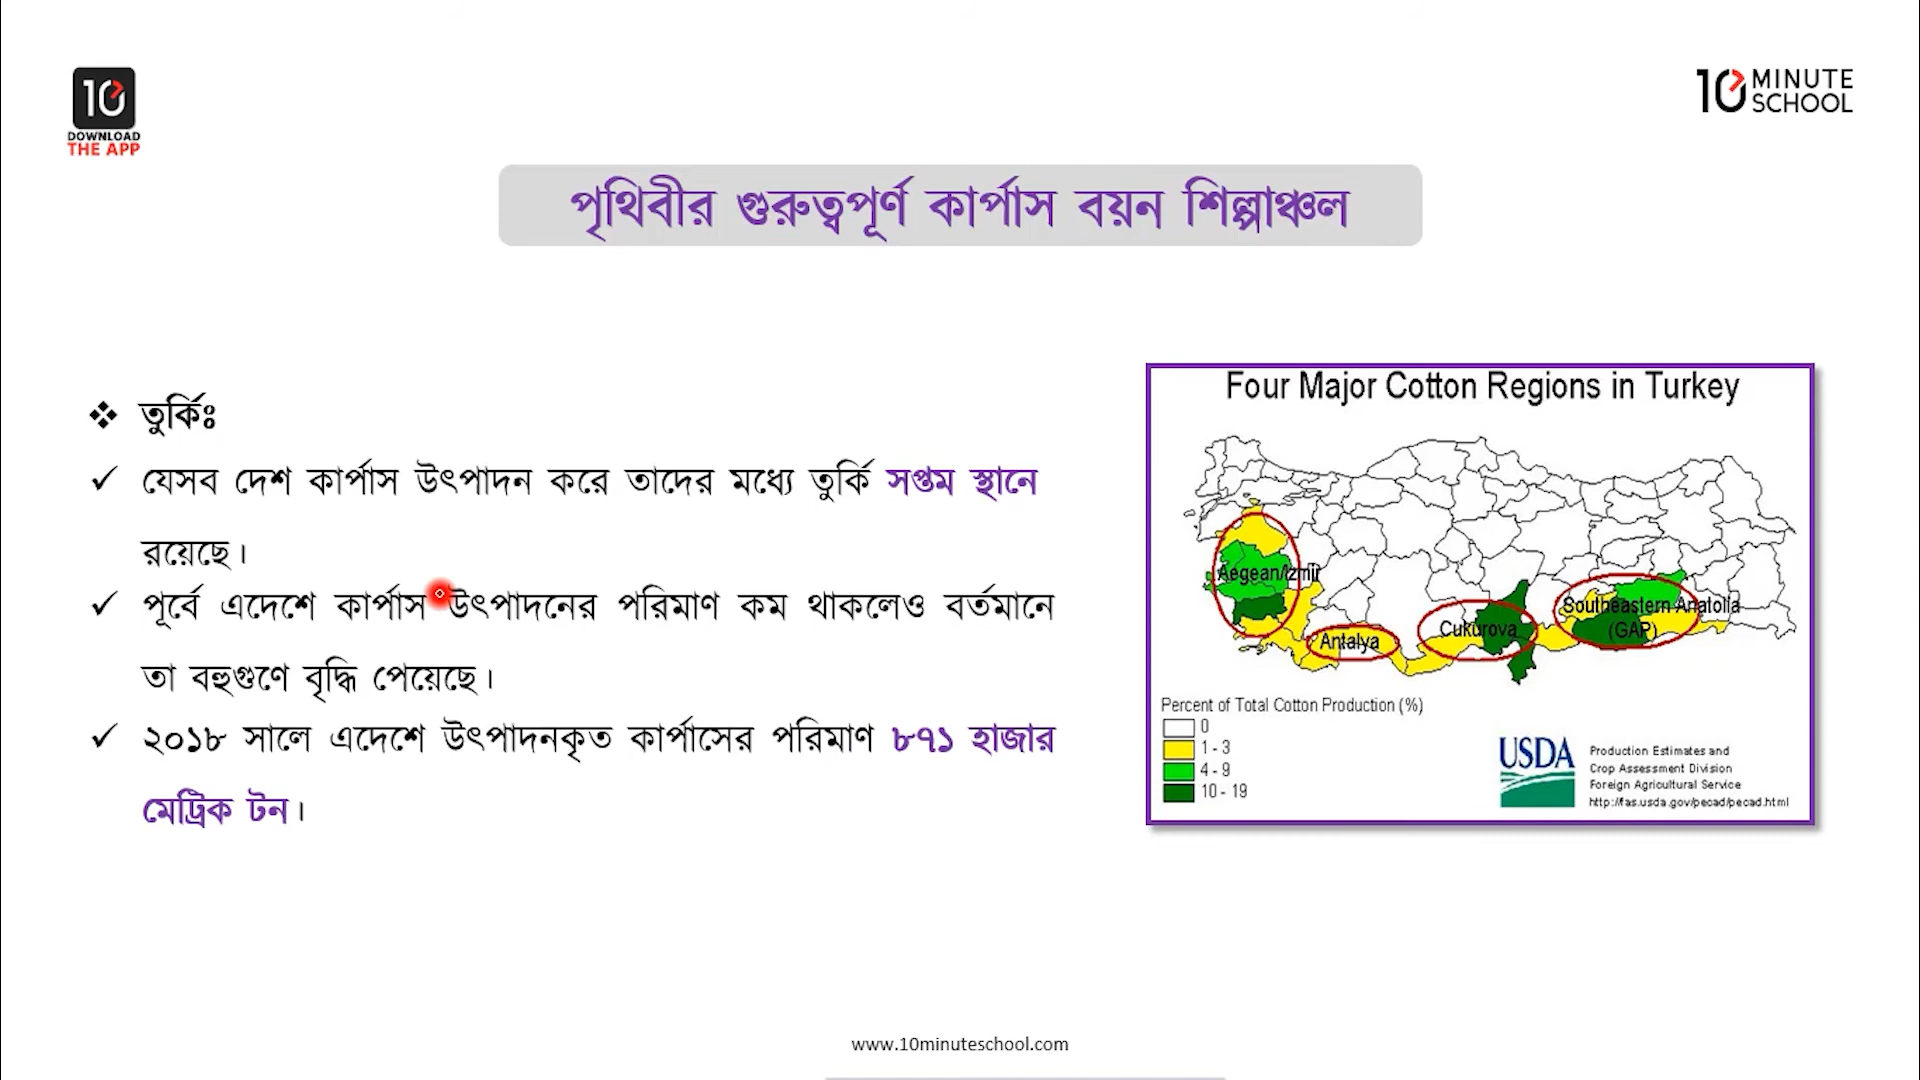 10
DOWNLOAD
THE APP
10 MINUTE
SCHOOL
পৃথিবীর গুরুত্বপূর্ণ কার্পাস বয়ন শিল্পাঞ্চল
তুর্কিঃ
যেসব দেশ কার্পাস উৎপাদন করে তাদের মধ্যে তুর্কি সপ্তম স্থানে
রয়েছে।
পূর্বে এদেশে কার্পাস উৎপাদনের পরিমাণ কম থাকলেও বর্তমানে
তা বহুগুণে বৃদ্ধি পেয়েছে।
২০১৮ সালে এদেশে উৎপাদনকৃত কার্পাসের পরিমাণ ৮৭১ হাজার
মেট্রিক টন।
Four Major Cotton Regions in Turkey
Aegean/Izmir
Antalya
Cukurova
Southeastern Anatolia
(GAP)
Percent of Total Cotton Production (%)
0
1 - 3
4 - 9
10 - 19
USDA
Production Estimates and
Crop Assessment Division
Foreign Agricultural Service
http://fas.usda.gov/pecad/pecad.html
www.10minuteschool.com